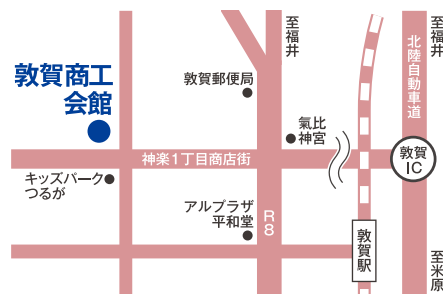 至福井
至福井
北陸自動車道
敦賀商工
会館
敦賀郵便局
氣比
神宮
神楽1丁目商店街
敦賀
IC
キッズパーク
つるが
アルプラザ
平和堂
R8
敦賀駅
至米原